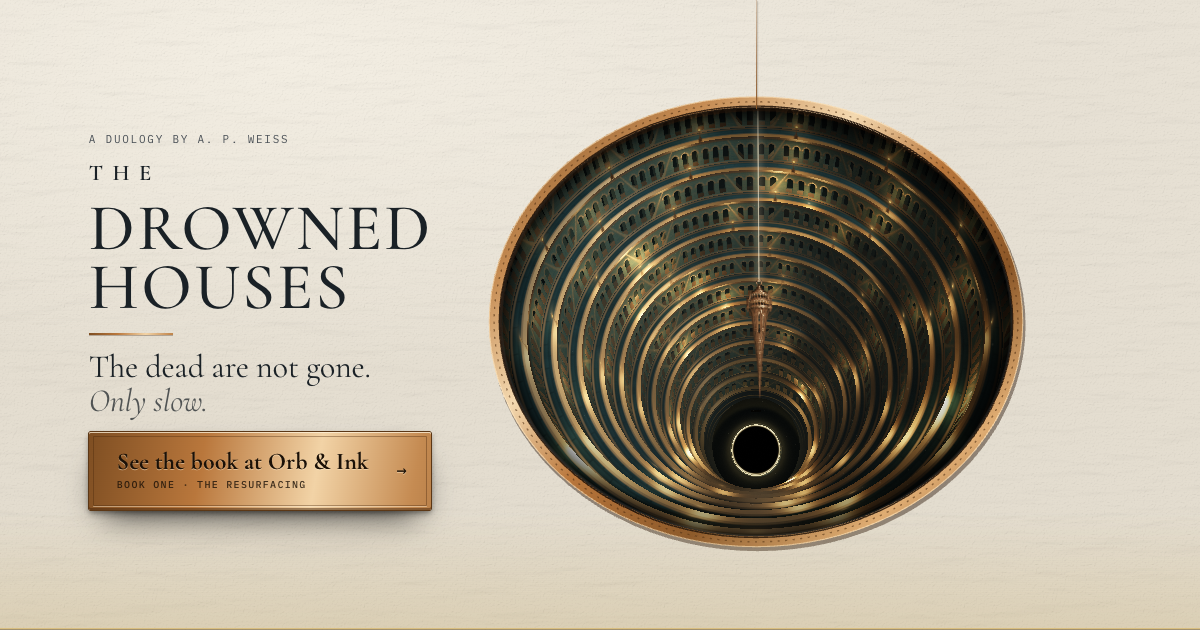 A DUOLOGY BY A. P. WEISS
THE
DROWNED
HOUSES
The dead are not gone.
Only slow.
See the book at Orb & Ink →
BOOK ONE · THE RESURFACING